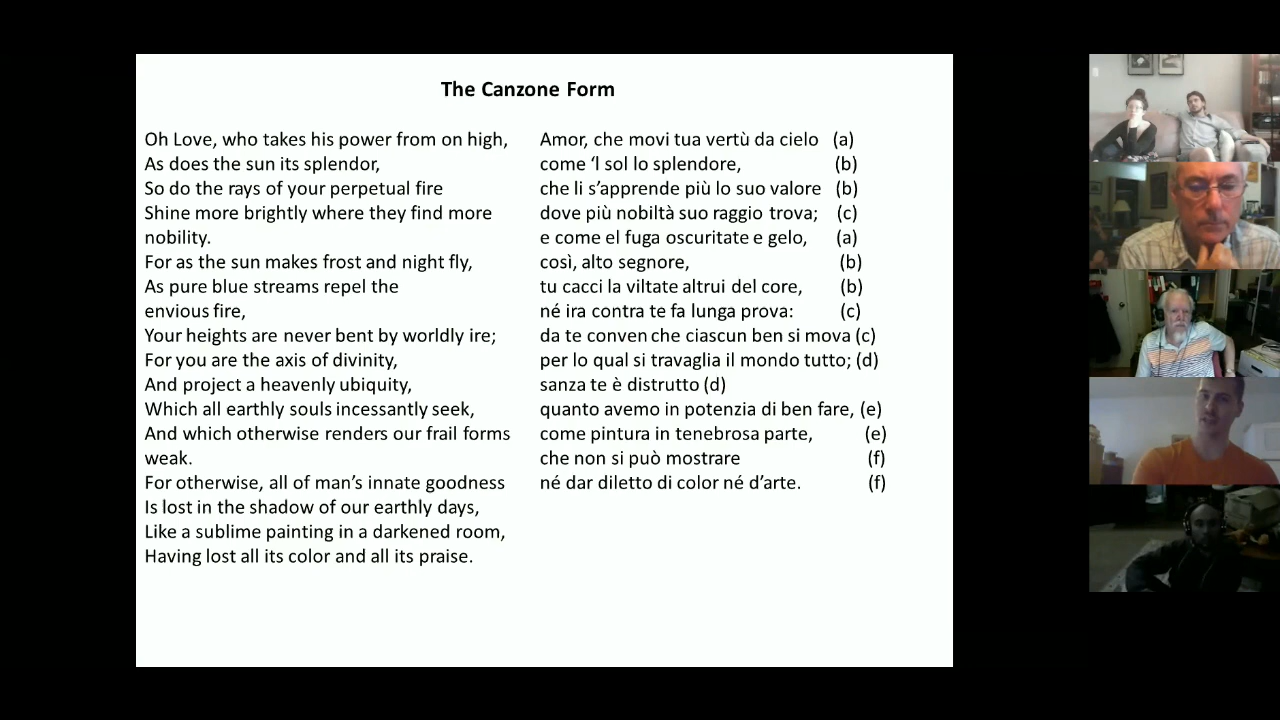 The Canzone Form
Oh Love, who takes his power from on high,
As does the sun its splendor,
So do the rays of your perpetual fire
Shine more brightly where they find more
nobility.
For as the sun makes frost and night fly,
As pure blue streams repel the
envious fire,
Your heights are never bent by worldly ire;
For you are the axis of divinity,
And project a heavenly ubiquity,
Which all earthly souls incessantly seek,
And which otherwise renders our frail forms
weak.
For otherwise, all of man’s innate goodness
Is lost in the shadow of our earthly days,
Like a sublime painting in a darkened room,
Having lost all its color and all its praise.
Amor, che movi tua vertù da cielo (a)
come ‘l sol lo splendore, (b)
che li s’apprende più lo suo valore (b)
dove più nobiltà suo raggio trova; (c)
e come el fuga oscuritate e gelo, (a)
così, alto segnore, (b)
tu cacci la viltate altrui del core, (b)
né ira contra te fa lunga prova: (c)
da te conven che ciascun ben si mova (c)
per lo qual si travaglia il mondo tutto; (d)
sanza te è distrutto (d)
quanto avemo in potenzia di ben fare, (e)
come pintura in tenebrosa parte, (e)
che non si può mostrare (f)
né dar diletto di color né d’arte. (f)